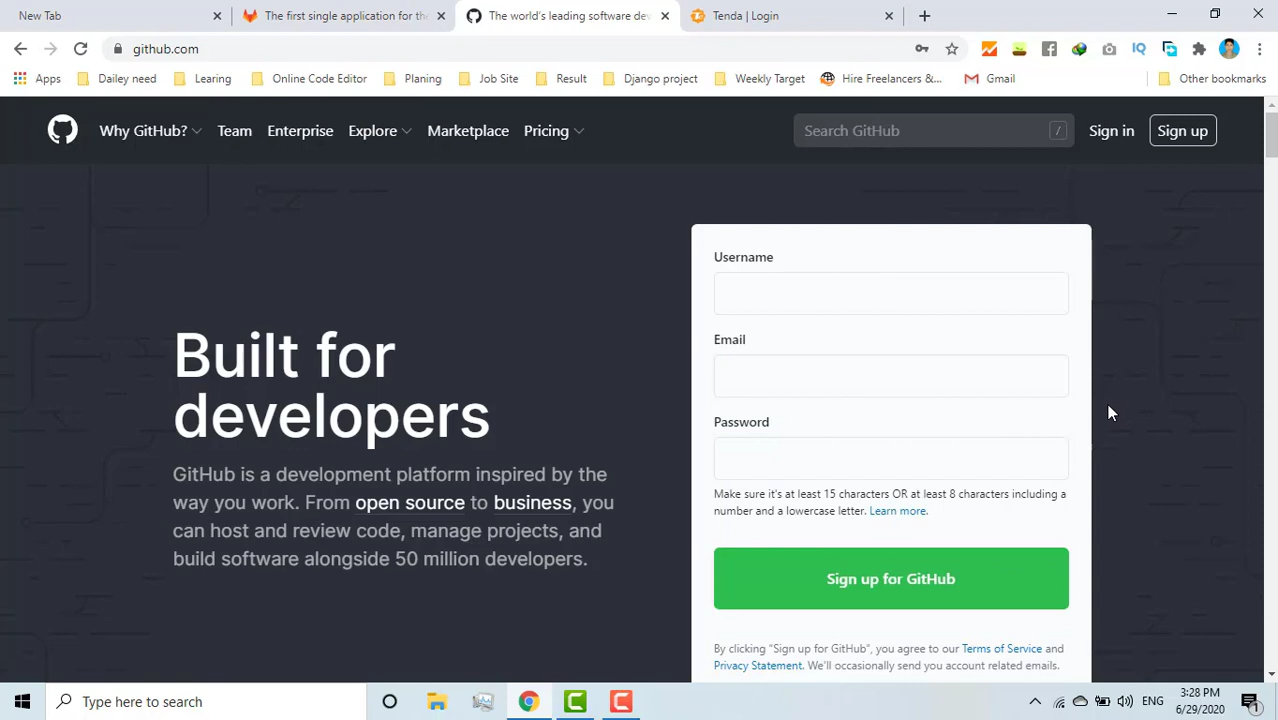 New Tab
The first single application for the
The world's leading software dev
Tenda | Login
github.com
Apps
Dailey need
Learing
Online Code Editor
Planing
Job Site
Result
Django project
Weekly Target
Hire Freelancers &...
Gmail
Other bookmarks
Why GitHub?
Team
Enterprise
Explore
Marketplace
Pricing
Search GitHub
/
Sign in
Sign up
Built for
developers
GitHub is a development platform inspired by the
way you work. From open source to business, you
can host and review code, manage projects, and
build software alongside 50 million developers.
Username
Email
Password
Make sure it's at least 15 characters OR at least 8 characters including a
number and a lowercase letter. Learn more.
Sign up for GitHub
By clicking “Sign up for GitHub”, you agree to our Terms of Service and
Privacy Statement. We’ll occasionally send you account related emails.
Type here to search
ENG
3:28 PM
6/29/2020